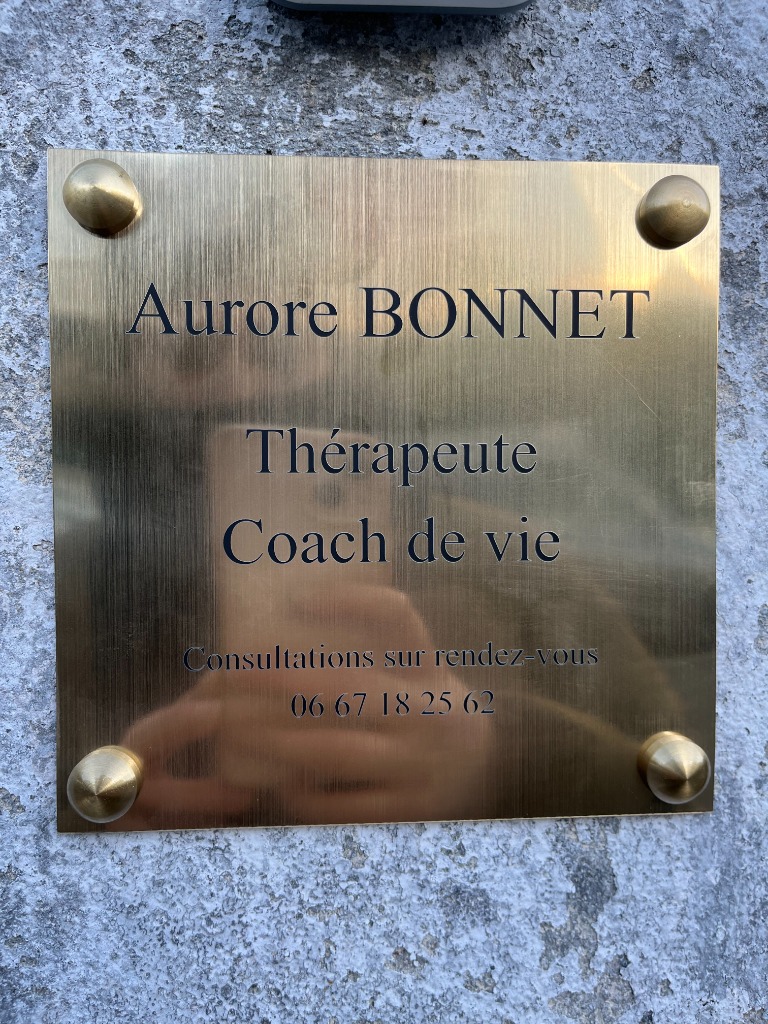 Aurore BONNET
Thérapeute
Coach de vie
Consultations sur rendez-vous
06 67 18 25 62